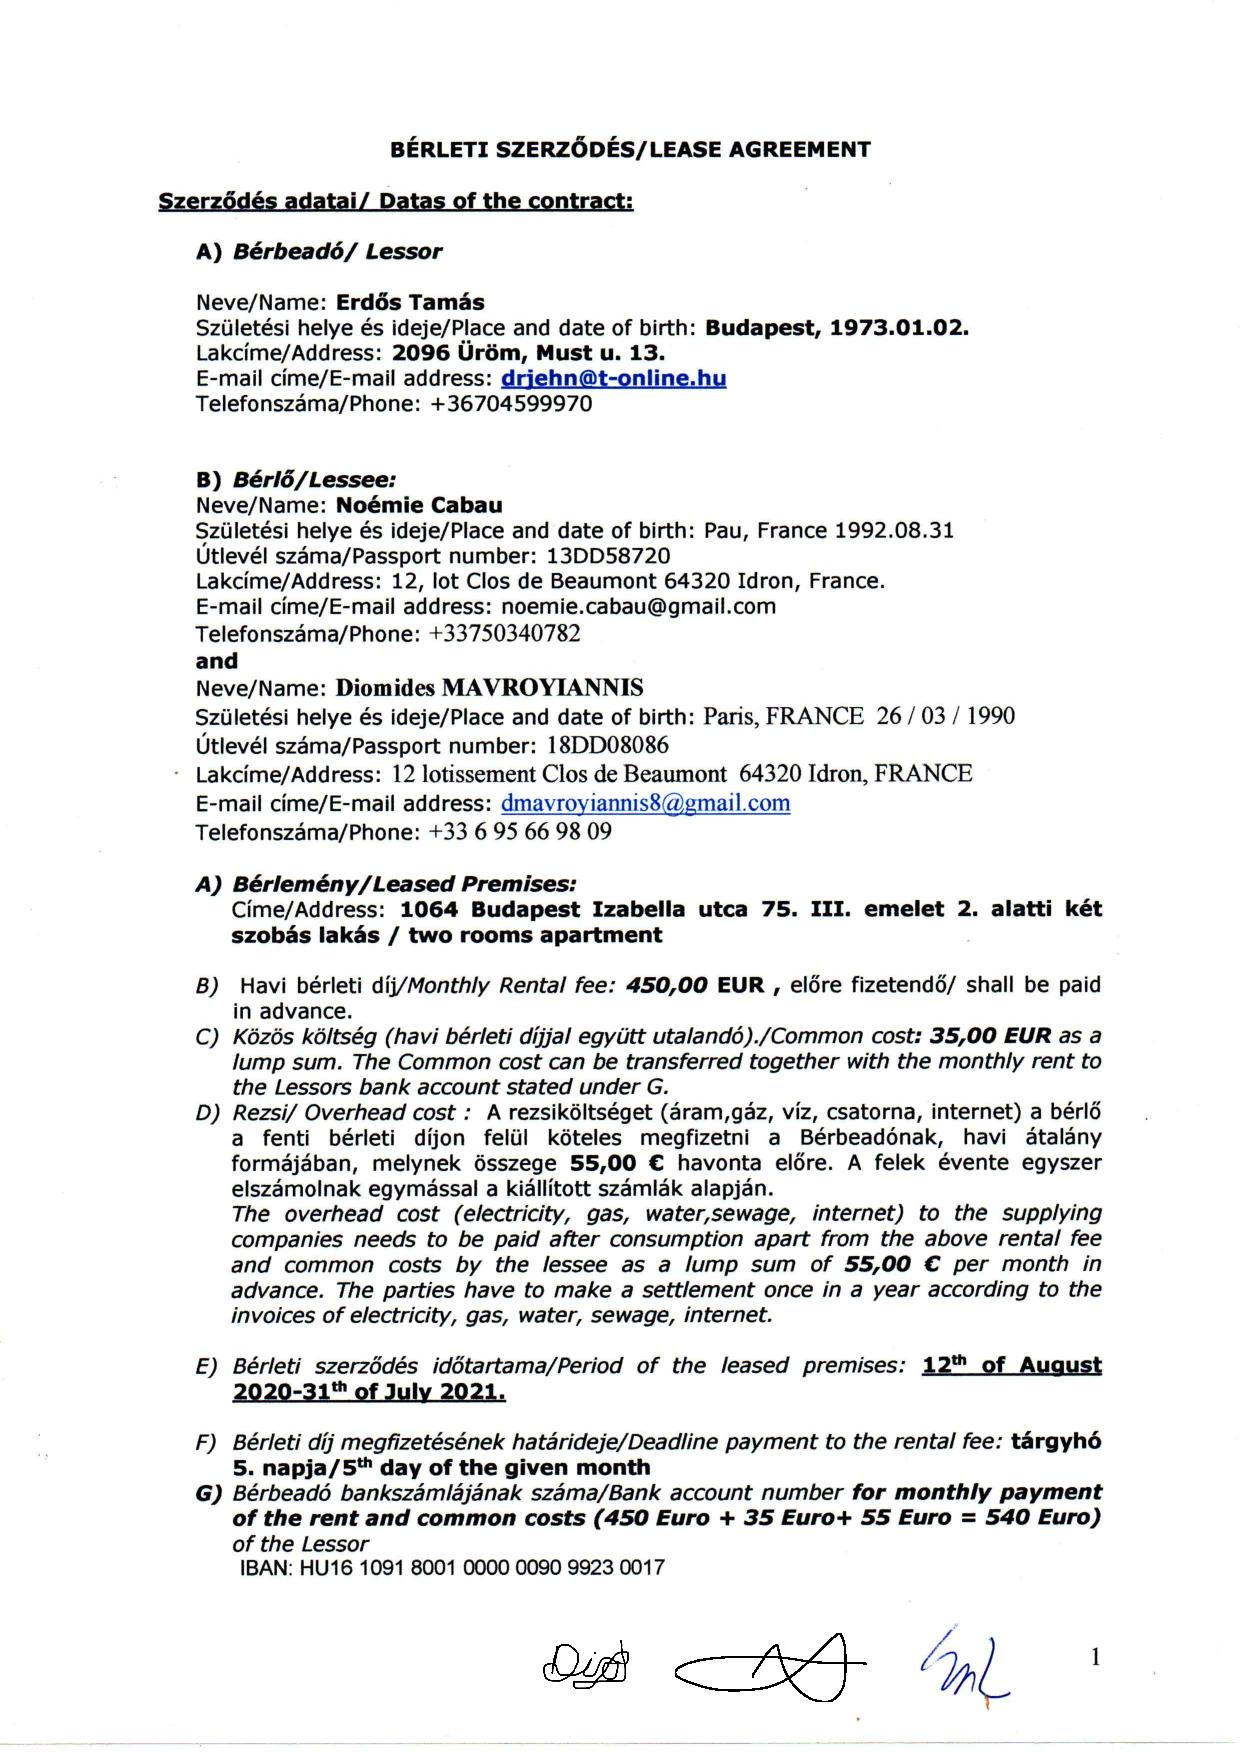 BÉRLETI SZERZŐDÉS/LEASE AGREEMENT
Szerződés adatai/ Datas of the contract:
A) Bérbeadó/ Lessor
Neve/Name: Erdős Tamás
Születési helye és ideje/Place and date of birth: Budapest, 1973.01.02.
Lakcíme/Address: 2096 Üröm, Must u. 13.
E-mail címe/E-mail address: drjehn@t-online.hu
Telefonszáma/Phone: +36704599970
B) Bérlő/Lessee:
Neve/Name: Noémie Cabau
Születési helye és ideje/Place and date of birth: Pau, France 1992.08.31
Útlevél száma/Passport number: 13DD58720
Lakcíme/Address: 12, lot Clos de Beaumont 64320 Idron, France.
E-mail címe/E-mail address: noemie.cabau@gmail.com
Telefonszáma/Phone: +33750340782
and
Neve/Name: Diomides MAVROYIANNIS
Születési helye és ideje/Place and date of birth: Paris, FRANCE 26 / 03 / 1990
Útlevél száma/Passport number: 18DD08086
Lakcíme/Address: 12 lotissement Clos de Beaumont 64320 Idron, FRANCE
E-mail címe/E-mail address: dmavroyiannis8@gmail.com
Telefonszáma/Phone: +33 6 95 66 98 09
A) Bérlemény/Leased Premises:
Címe/Address: 1064 Budapest Izabella utca 75. III. emelet 2. alatti két
szobás lakás / two rooms apartment
B) Havi bérleti díj/Monthly Rental fee: 450,00 EUR , előre fizetendő/ shall be paid
in advance.
C) Közös költség (havi bérleti díjjal együtt utalandó)./Common cost: 35,00 EUR as a
lump sum. The Common cost can be transferred together with the monthly rent to
the Lessors bank account stated under G.
D) Rezsi/ Overhead cost : A rezsiköltséget (áram,gáz, víz, csatorna, internet) a bérlő
a fenti bérleti díjon felül köteles megfizetni a Bérbeadónak, havi átalány
formájában, melynek összege 55,00 € havonta előre. A felek évente egyszer
elszámolnak egymással a kiállított számlák alapján.
The overhead cost (electricity, gas, water,sewage, internet) to the supplying
companies needs to be paid after consumption apart from the above rental fee
and common costs by the lessee as a lump sum of 55,00 € per month in
advance. The parties have to make a settlement once in a year according to the
invoices of electricity, gas, water, sewage, internet.
E) Bérleti szerződés időtartama/Period of the leased premises: 12th of August
2020-31th of July 2021.
F) Bérleti díj megfizetésének határideje/Deadline payment to the rental fee: tárgyhó
5. napja/5th day of the given month
G) Bérbeadó bankszámlájának száma/Bank account number for monthly payment
of the rent and common costs (450 Euro + 35 Euro+ 55 Euro = 540 Euro)
of the Lessor
IBAN: HU16 1091 8001 0000 0090 9923 0017
1